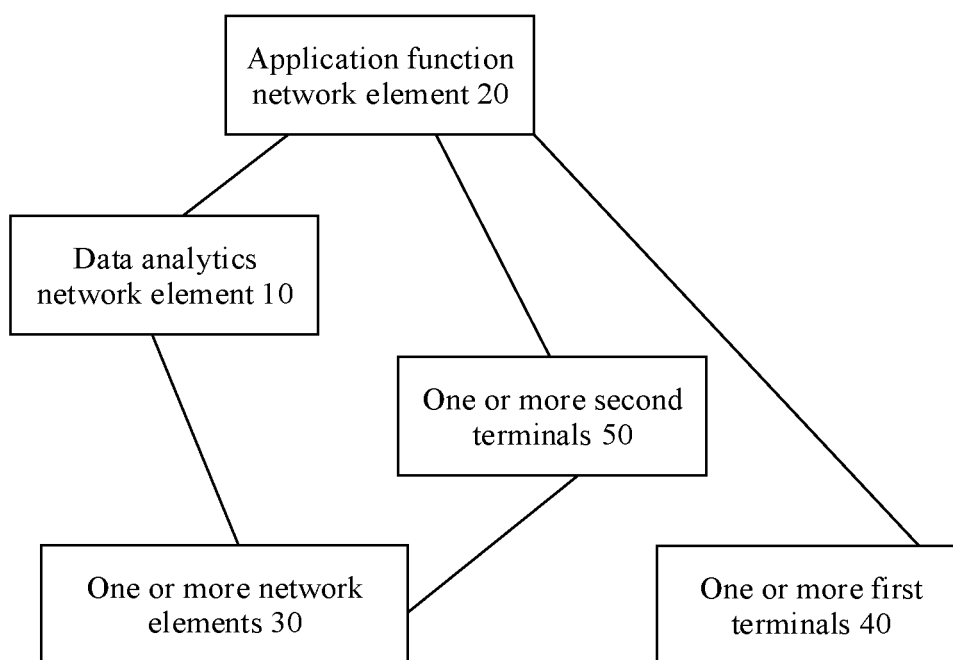 Application function
network element 20
Data analytics
network element 10
One or more second
terminals 50
One or more network
elements 30
One or more first
terminals 40